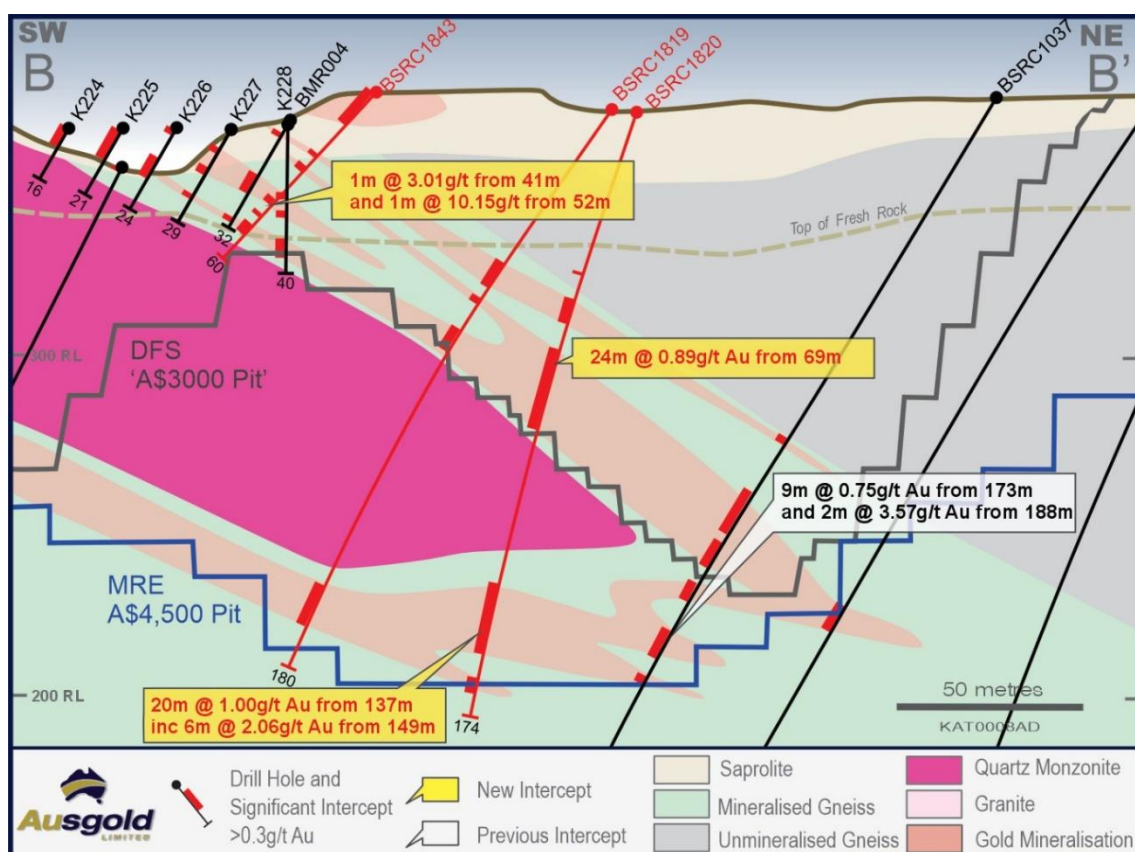 SW
B
NE
B'
K224
K225
K226
K227
K228
BMR004
BSRC1843
BSRC1819
BSRC1820
BSRC1037
16
21
24
29
32
60
40
1m @ 3.01g/t from 41m
and 1m @ 10.15g/t from 52m
Top of Fresh Rock
300 RL
DFS
'A$3000 Pit'
24m @ 0.89g/t Au from 69m
9m @ 0.75g/t Au from 173m
and 2m @ 3.57g/t Au from 188m
MRE
A$4,500 Pit
180
174
200 RL
20m @ 1.00g/t Au from 137m
inc 6m @ 2.06g/t Au from 149m
50 metres
KAT0008AD
Ausgold
LIMITED
Drill Hole and
Significant Intercept
>0.3g/t Au
New Intercept
Previous Intercept
Saprolite
Mineralised Gneiss
Unmineralised Gneiss
Quartz Monzonite
Granite
Gold Mineralisation